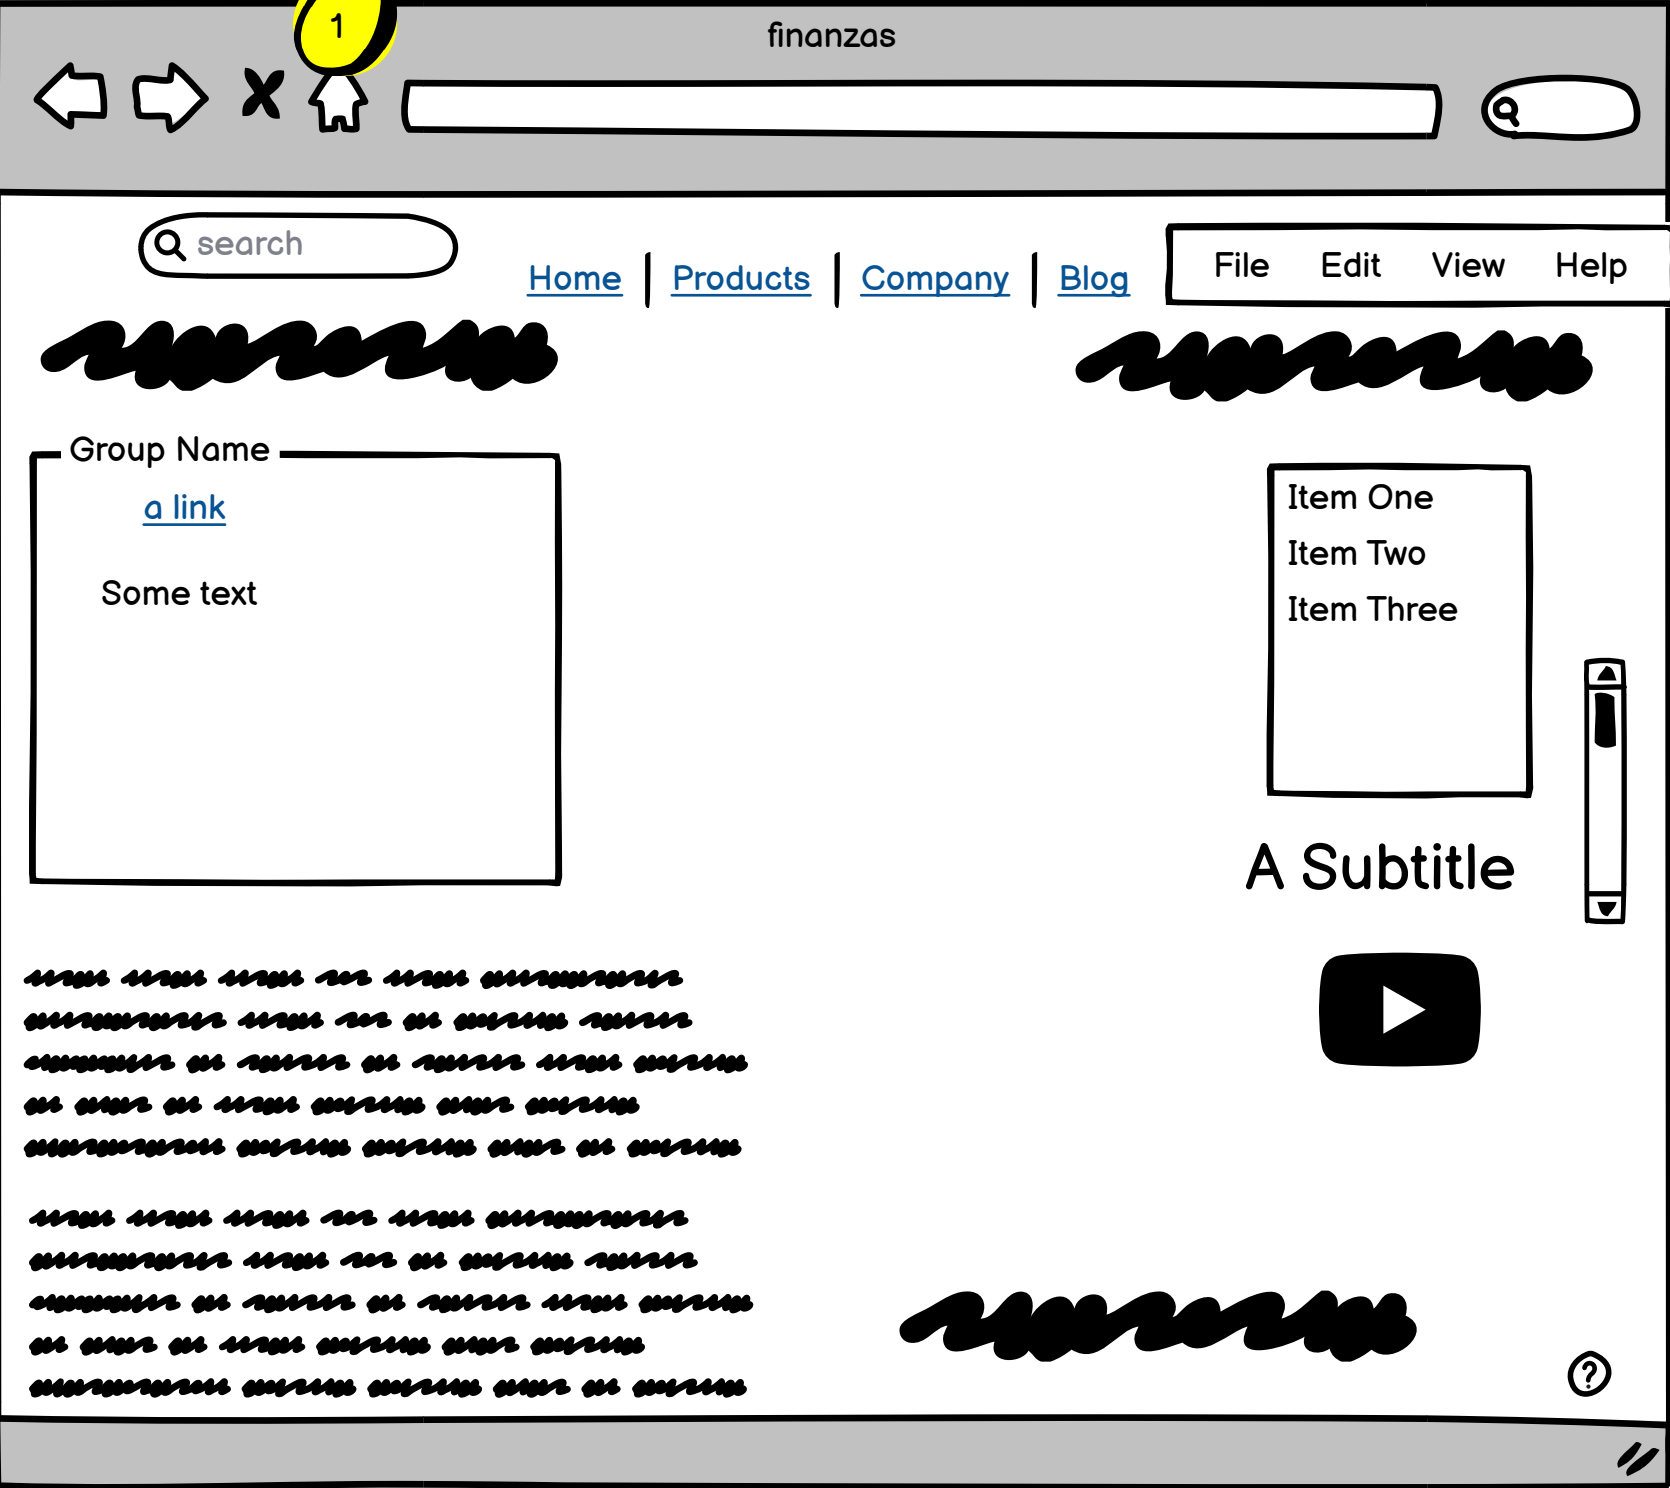 1
finanzas
search
Home Products Company Blog
File Edit View Help
Group Name
a link
Some text
Item One
Item Two
Item Three
A Subtitle
?